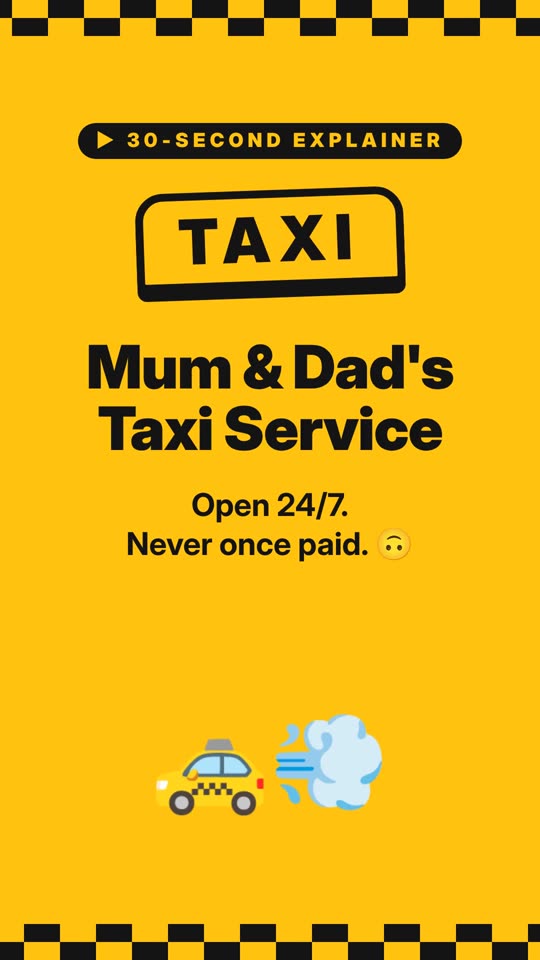 ▶ 30-SECOND EXPLAINER
TAXI
Mum & Dad's
Taxi Service
Open 24/7.
Never once paid. 🙃